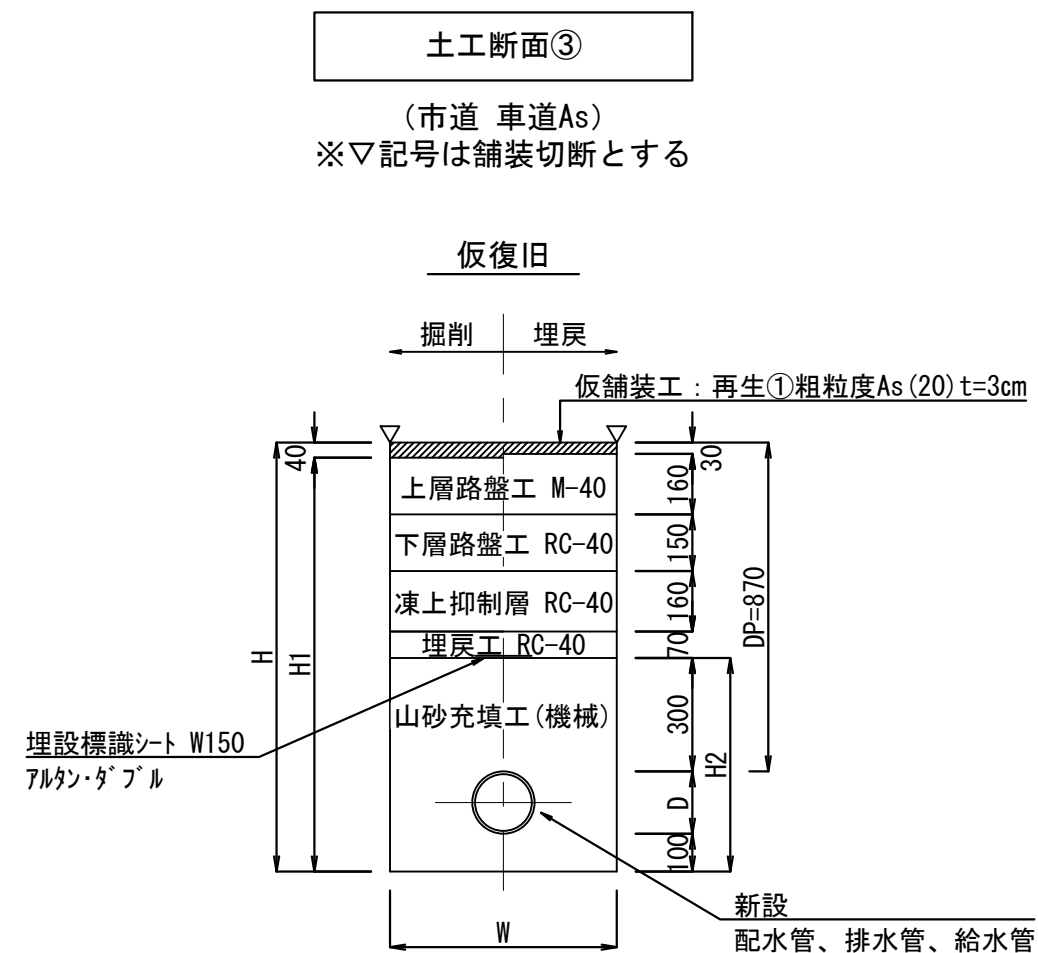 土工断面③
(市道 車道As)
※▽記号は舗装切断とする
仮復旧
掘削
埋戻
仮舗装工：再生①粗粒度As(20)t=3cm
40
30
上層路盤工 M-40
160
下層路盤工 RC-40
150
凍上抑制層 RC-40
160
埋戻工 RC-40
70
DP=870
H
H1
山砂充填工(機械)
300
H2
埋設標識ｼｰﾄ W150
ｱﾙﾀﾝ･ﾀﾞﾌﾞﾙ
D
100
新設
配水管、排水管、給水管
W